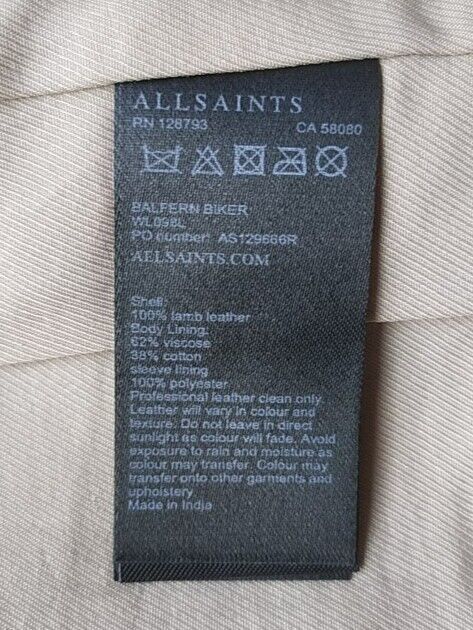 ALLSAINTS
RN 128793 CA 58080
BALFERN BIKER
WL098L
PO number: AS129666R
ALLSAINTS.COM
Shell:
100% lamb leather
Body Lining:
62% viscose
38% cotton
sleeve lining
100% polyester
Professional leather clean only.
Leather will vary in colour and
texture. Do not leave in direct
sunlight as colour will fade. Avoid
exposure to rain and moisture as
colour may transfer. Colour may
transfer onto other garments and
upholstery
Made in India